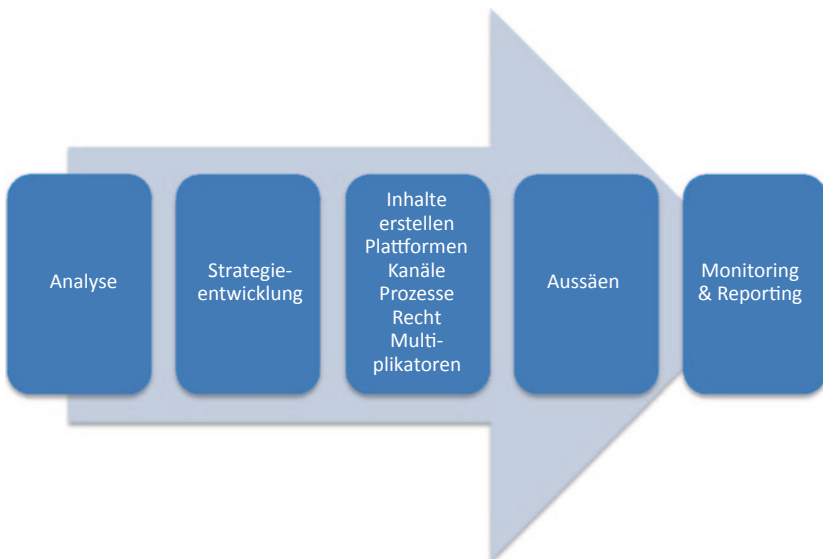 Analyse
Strategie-
entwicklung
Inhalte
erstellen
Plattformen
Kanäle
Prozesse
Recht
Multi-
plikatoren
Aussäen
Monitoring
& Reporting